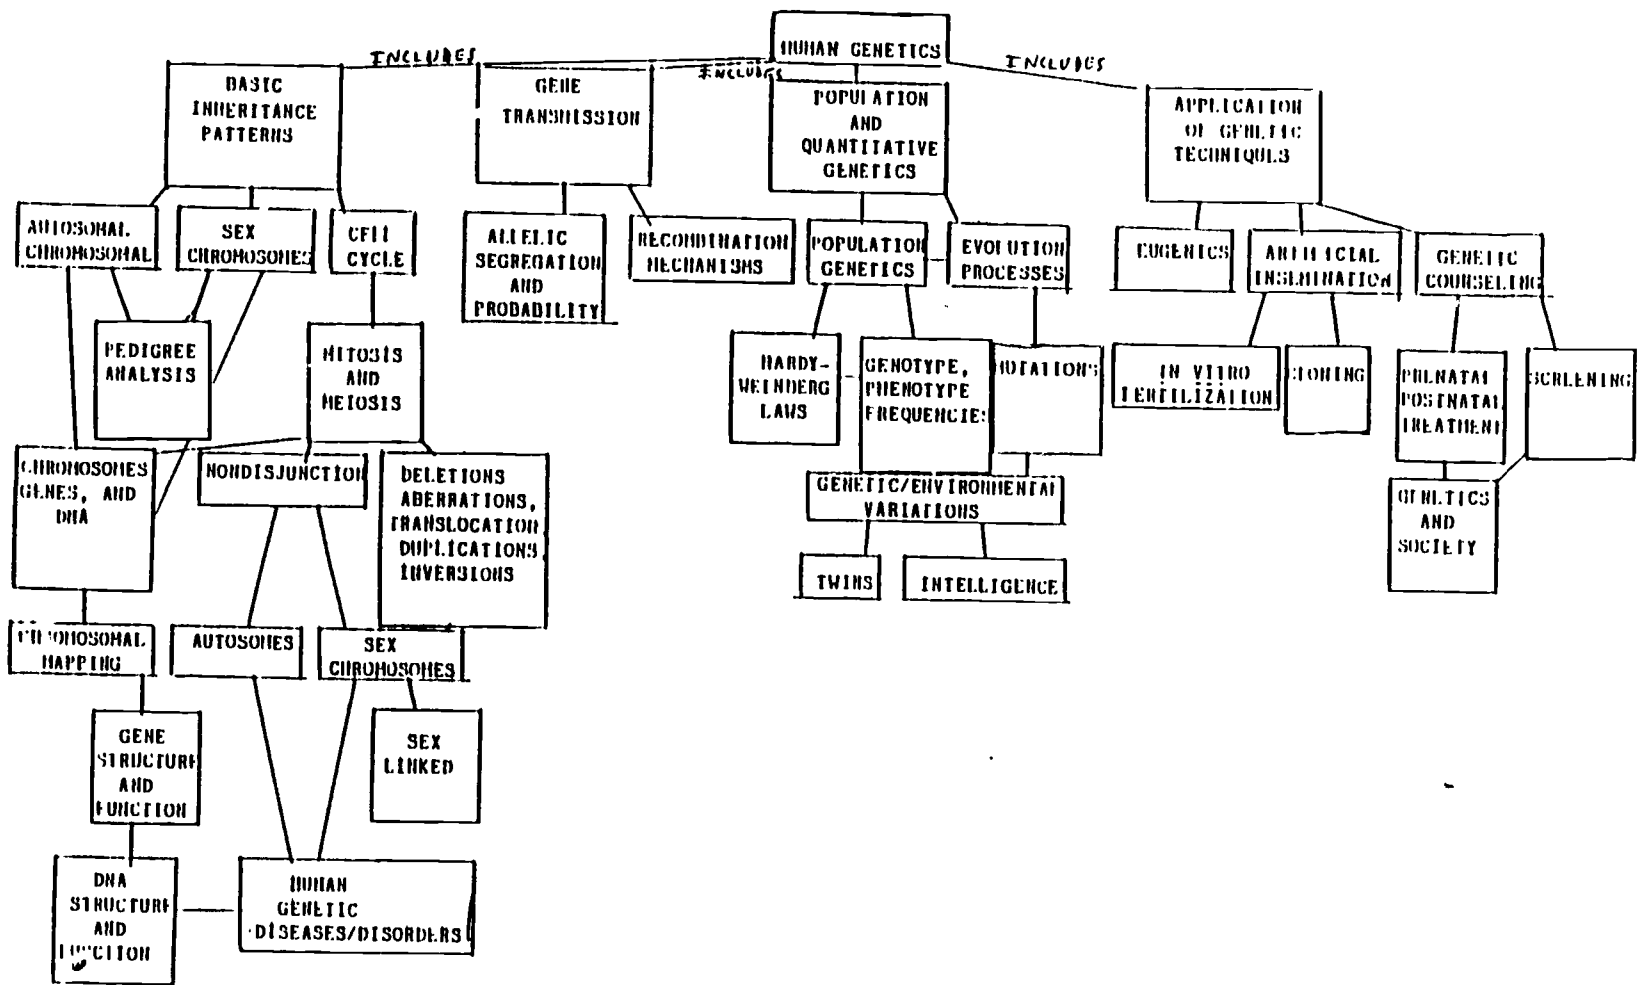 HUMAN GENETICS
INCLUDES
INCLUDES
INCLUDES
BASIC
INHERITANCE
PATTERNS
GENE
TRANSMISSION
POPULATION
AND
QUANTITATIVE
GENETICS
APPLICATION
OF GENETIC
TECHNIQUES
AUTOSOMAL
CHROMOSOMAL
SEX
CHROMOSOMES
CELL
CYCLE
ALLELIC
SEGREGATION
AND
PROBABILITY
RECOMBINATION
MECHANISMS
POPULATION
GENETICS
EVOLUTION
PROCESSES
EUGENICS
ARTIFICIAL
INSEMINATION
GENETIC
COUNSELING
PEDIGREE
ANALYSIS
MITOSIS
AND
MEIOSIS
HARDY-
WEINBERG
LAWS
GENOTYPE,
PHENOTYPE
FREQUENCIES
MUTATIONS
IN VITRO
FERTILIZATION
CLONING
PRENATAL
POSTNATAL
TREATMENT
SCREENING
CHROMOSOMES
GENES, AND
DNA
NONDISJUNCTION
DELETIONS
ABERRATIONS,
TRANSLOCATION
DUPLICATIONS
INVERSIONS
GENETIC/ENVIRONMENTAL
VARIATIONS
GENETICS
AND
SOCIETY
TWINS
INTELLIGENCE
CHROMOSOMAL
MAPPING
AUTOSOMES
SEX
CHROMOSOMES
GENE
STRUCTURE
AND
FUNCTION
SEX
LINKED
DNA
STRUCTURE
AND
FUNCTION
HUMAN
GENETIC
DISEASES/DISORDERS